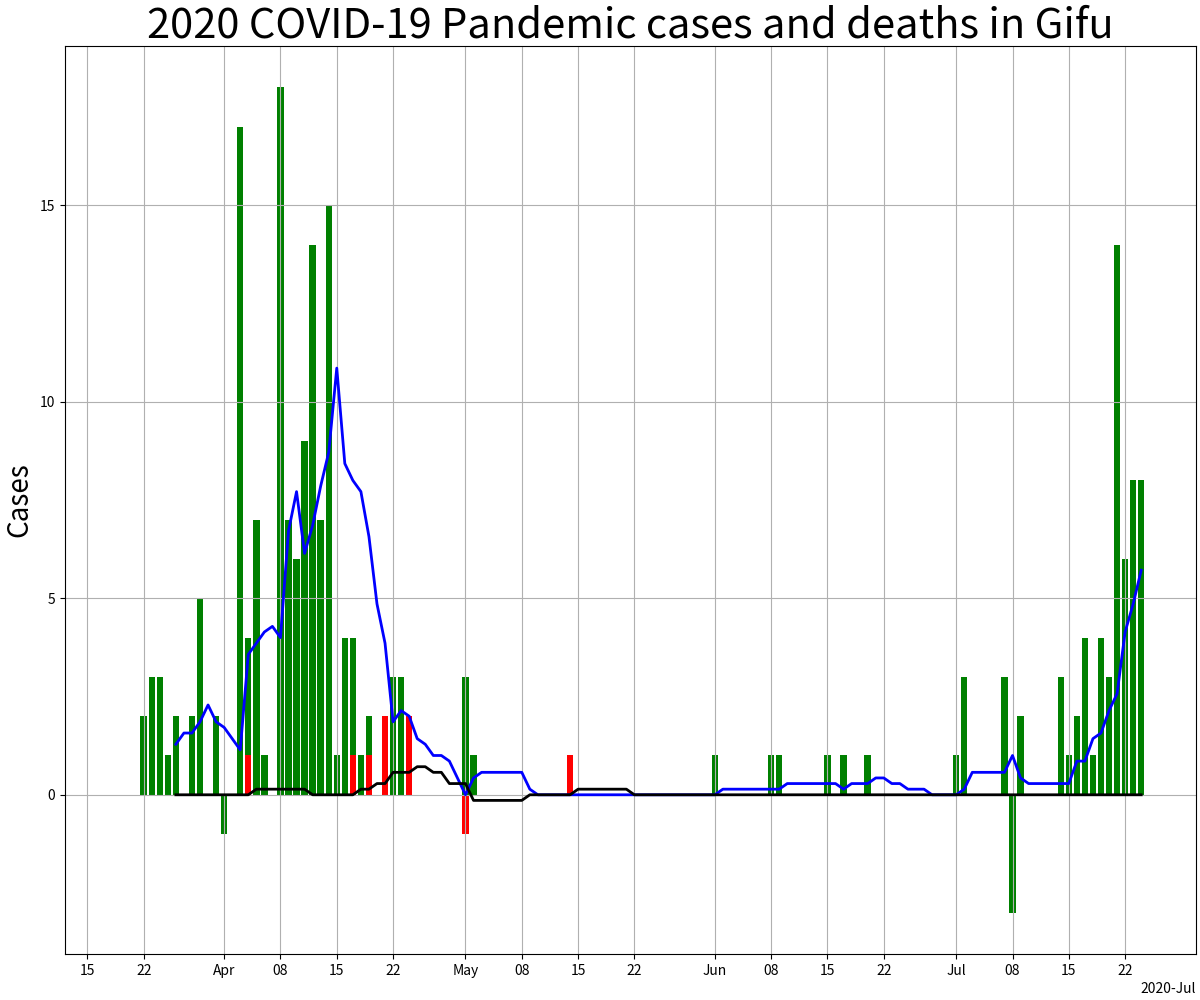 2020 COVID-19 Pandemic cases and deaths in Gifu
Cases
15
10
5
0
15 22 Apr 08 15 22 May 08 15 22 Jun 08 15 22 Jul 08 15 22
2020-Jul